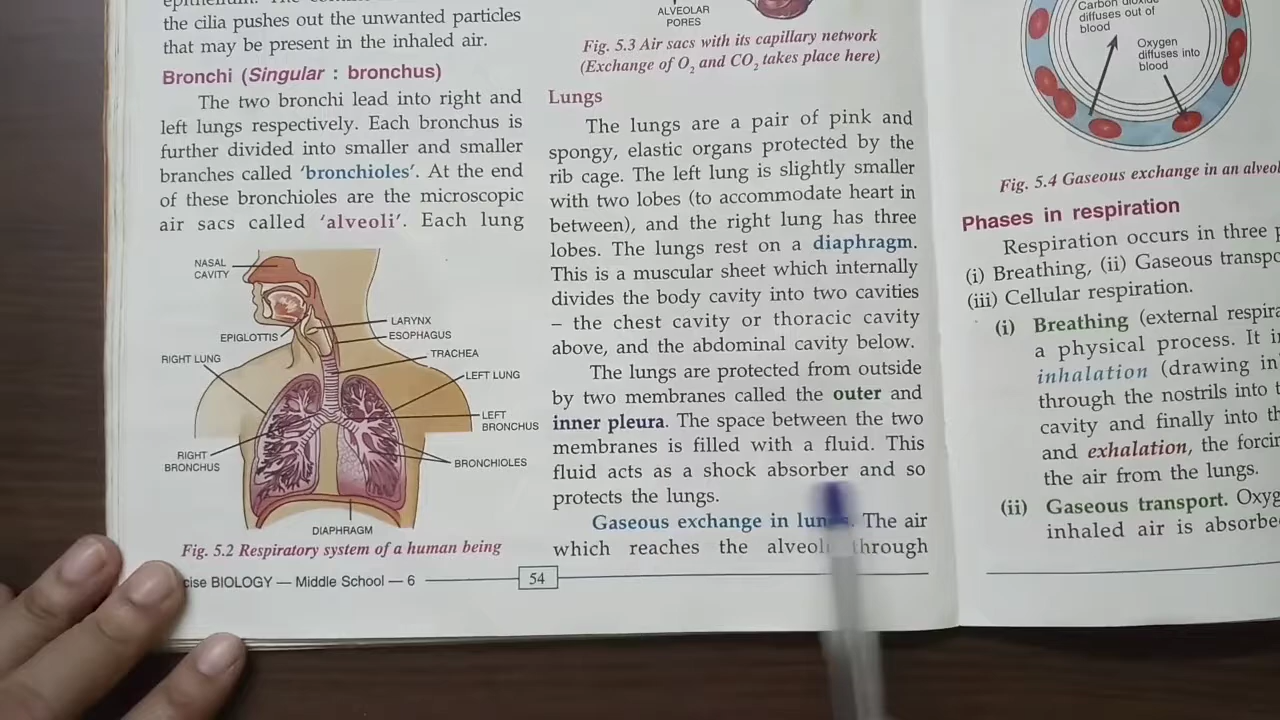 the cilia pushes out the unwanted particles
that may be present in the inhaled air.
Bronchi (Singular : bronchus)
The two bronchi lead into right and
left lungs respectively. Each bronchus is
further divided into smaller and smaller
branches called ‘bronchioles’. At the end
of these bronchioles are the microscopic
air sacs called ‘alveoli’. Each lung
NASAL
CAVITY
EPIGLOTTIS
RIGHT LUNG
RIGHT
BRONCHUS
LARYNX
ESOPHAGUS
TRACHEA
LEFT LUNG
LEFT
BRONCHUS
BRONCHIOLES
DIAPHRAGM
Fig. 5.2 Respiratory system of a human being
cise BIOLOGY — Middle School — 6
54
ALVEOLAR
PORES
Fig. 5.3 Air sacs with its capillary network
(Exchange of O₂ and CO₂ takes place here)
Lungs
The lungs are a pair of pink and
spongy, elastic organs protected by the
rib cage. The left lung is slightly smaller
with two lobes (to accommodate heart in
between), and the right lung has three
lobes. The lungs rest on a diaphragm.
This is a muscular sheet which internally
divides the body cavity into two cavities
– the chest cavity or thoracic cavity
above, and the abdominal cavity below.
The lungs are protected from outside
by two membranes called the outer and
inner pleura. The space between the two
membranes is filled with a fluid. This
fluid acts as a shock absorber and so
protects the lungs.
Gaseous exchange in lungs. The air
which reaches the alveoli through
Carbon dioxide
diffuses out of
blood
Oxygen
diffuses into
blood
Fig. 5.4 Gaseous exchange in an alveol
Phases in respiration
Respiration occurs in three p
(i) Breathing, (ii) Gaseous transpo
(iii) Cellular respiration.
(i) Breathing (external respira
a physical process. It i
inhalation (drawing in
through the nostrils into t
cavity and finally into th
and exhalation, the forcin
the air from the lungs.
(ii) Gaseous transport. Oxyg
inhaled air is absorbe